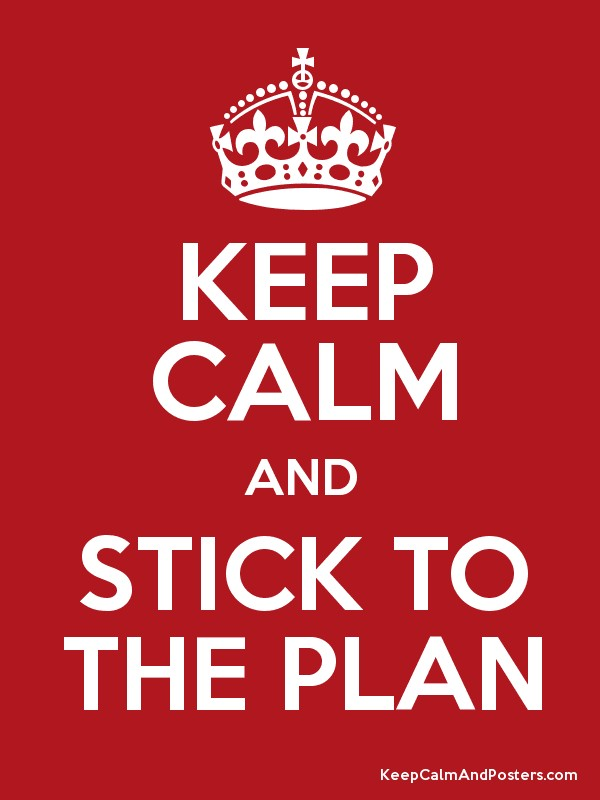 KEEP
CALM
AND
STICK TO
THE PLAN
KeepCalmAndPosters.com